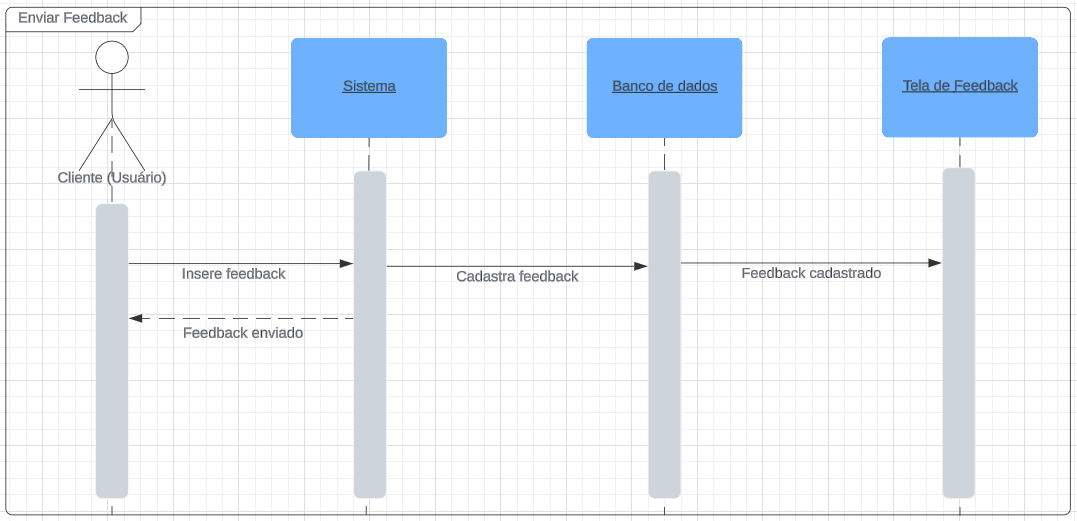 Enviar Feedback
Sistema
Banco de dados
Tela de Feedback
Cliente (Usuário)
Insere feedback
Cadastra feedback
Feedback cadastrado
Feedback enviado